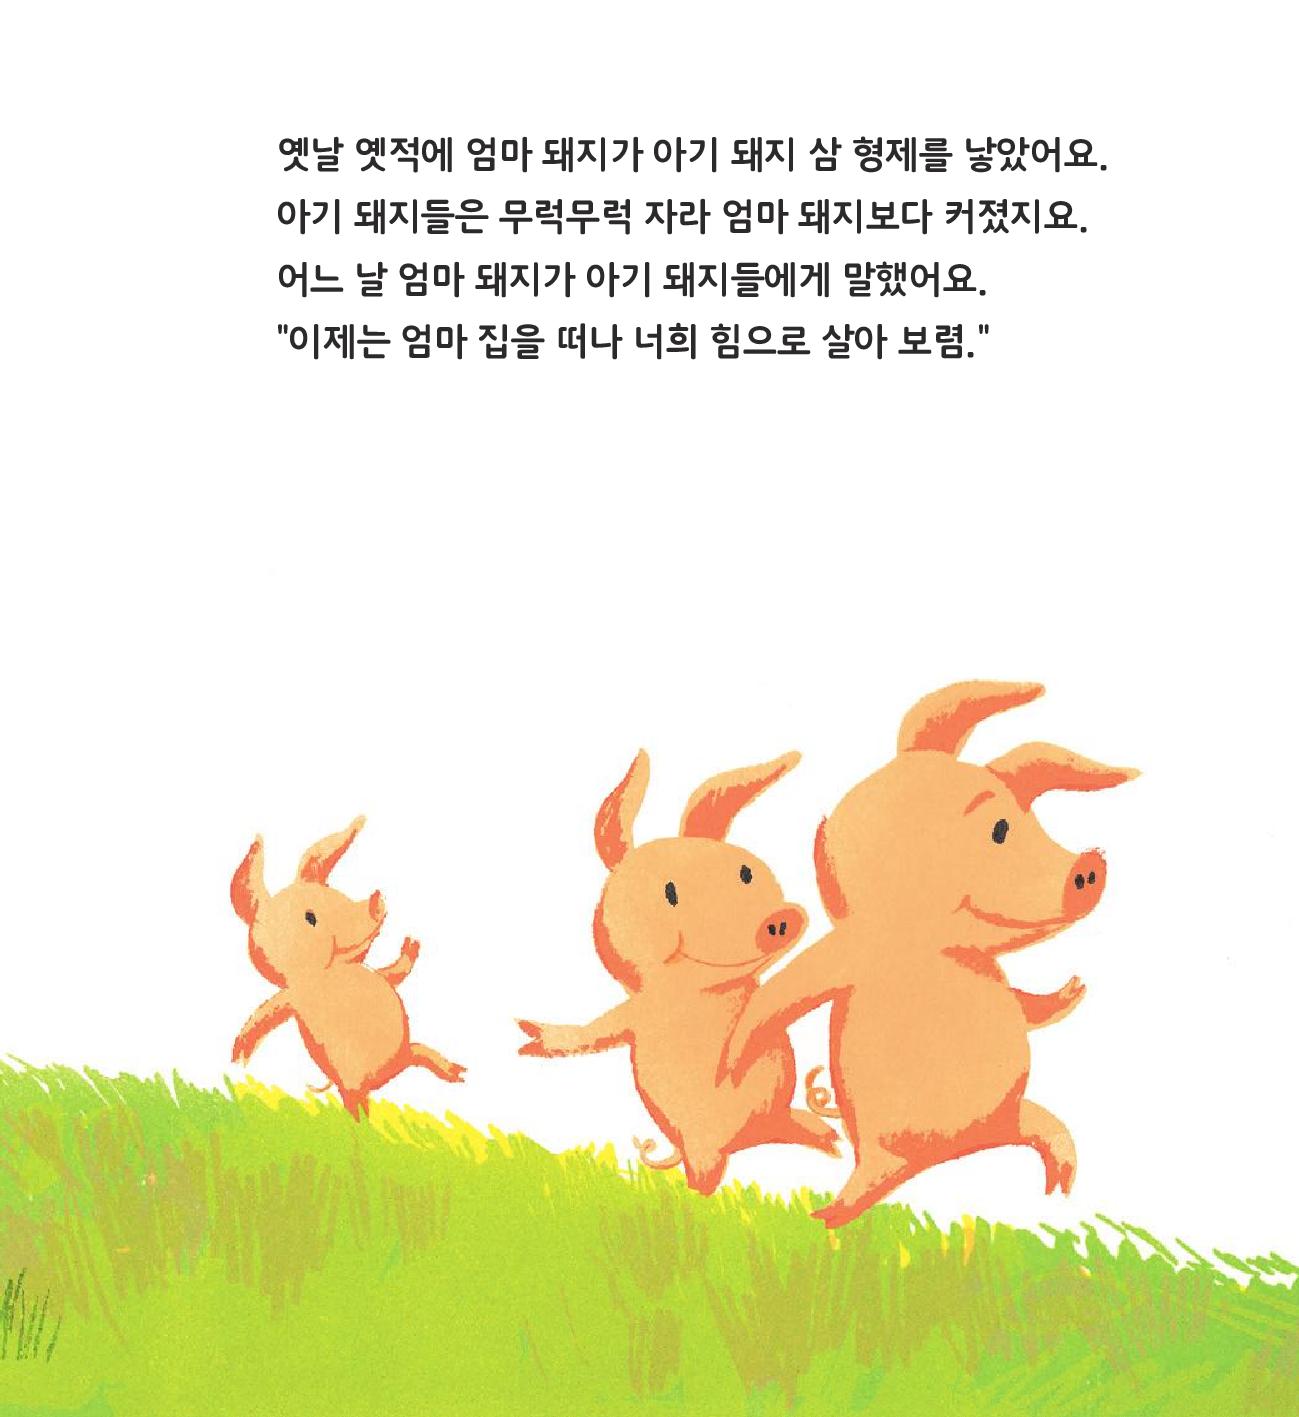 옛날 옛적에 엄마 돼지가 아기 돼지 삼 형제를 낳았어요.
아기 돼지들은 무럭무럭 자라 엄마 돼지보다 커졌지요.
어느 날 엄마 돼지가 아기 돼지들에게 말했어요.
"이제는 엄마 집을 떠나 너희 힘으로 살아 보렴."